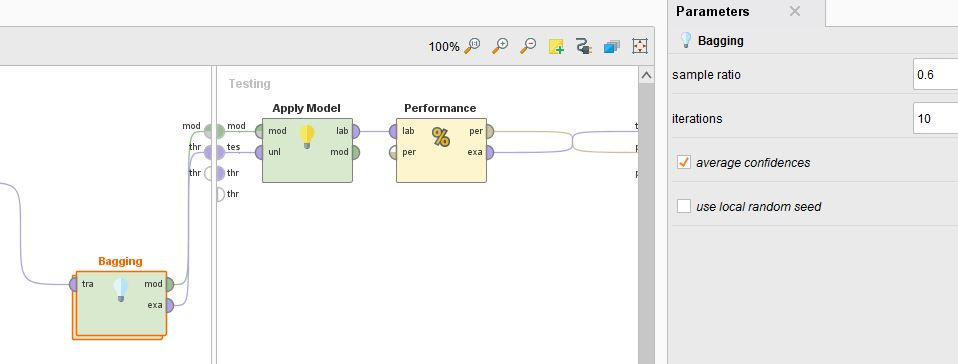 Parameters
100%
Bagging
Testing
sample ratio 0.6
Apply Model
Performance
iterations 10
mod mod mod lab lab per
thr tes unl mod per exa
average confidences
thr thr
thr
use local random seed
Bagging
tra mod
exa